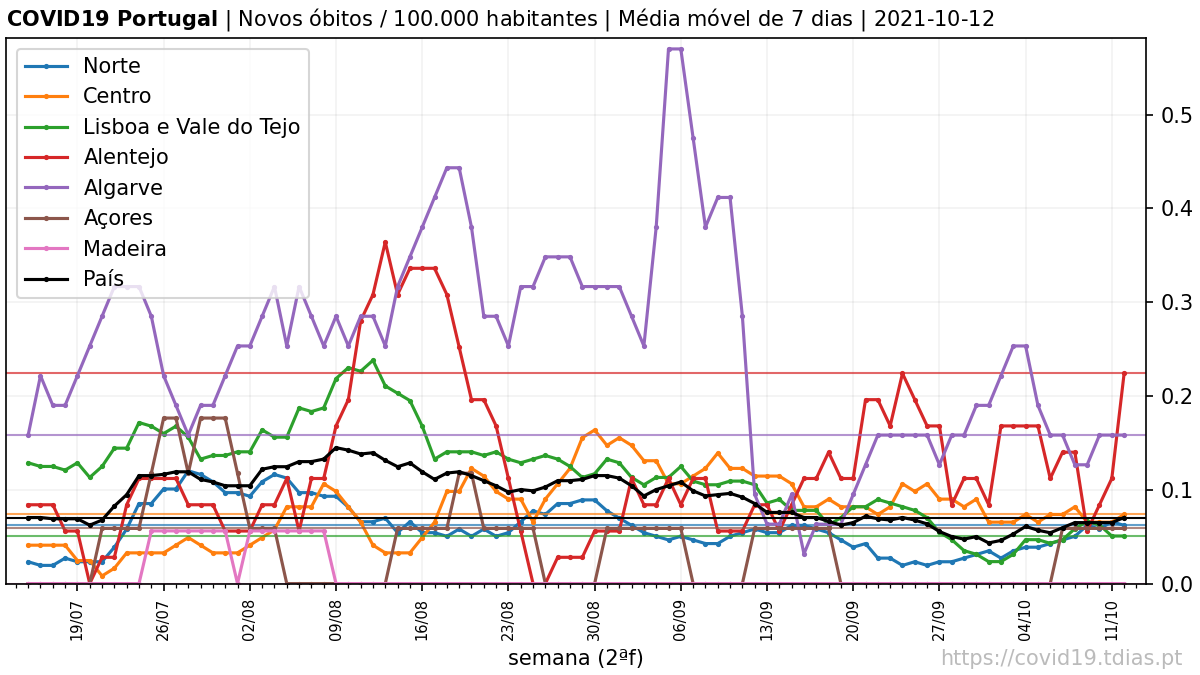 COVID19 Portugal | Novos óbitos / 100.000 habitantes | Média móvel de 7 dias | 2021-10-12
Norte
Centro
Lisboa e Vale do Tejo
Alentejo
Algarve
Açores
Madeira
País
0.5
0.4
0.3
0.2
0.1
0.0
19/07
26/07
02/08
09/08
16/08
23/08
30/08
06/09
13/09
20/09
27/09
04/10
11/10
semana (2ªf)
https://covid19.tdias.pt